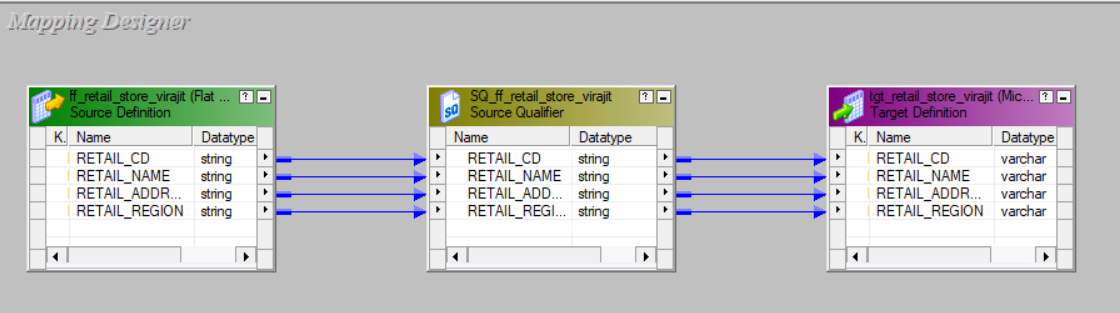 Mapping Designer
ff_retail_store_virajit (Flat ...
Source Definition
K. Name Datatype
RETAIL_CD string
RETAIL_NAME string
RETAIL_ADDR... string
RETAIL_REGION string
SQ_ff_retail_store_virajit
Source Qualifier
SQ
Name Datatype
RETAIL_CD string
RETAIL_NAME string
RETAIL_ADD... string
RETAIL_REGI... string
tgt_retail_store_virajit (Mic...
Target Definition
K. Name Datatype
RETAIL_CD varchar
RETAIL_NAME varchar
RETAIL_ADDR... varchar
RETAIL_REGION varchar